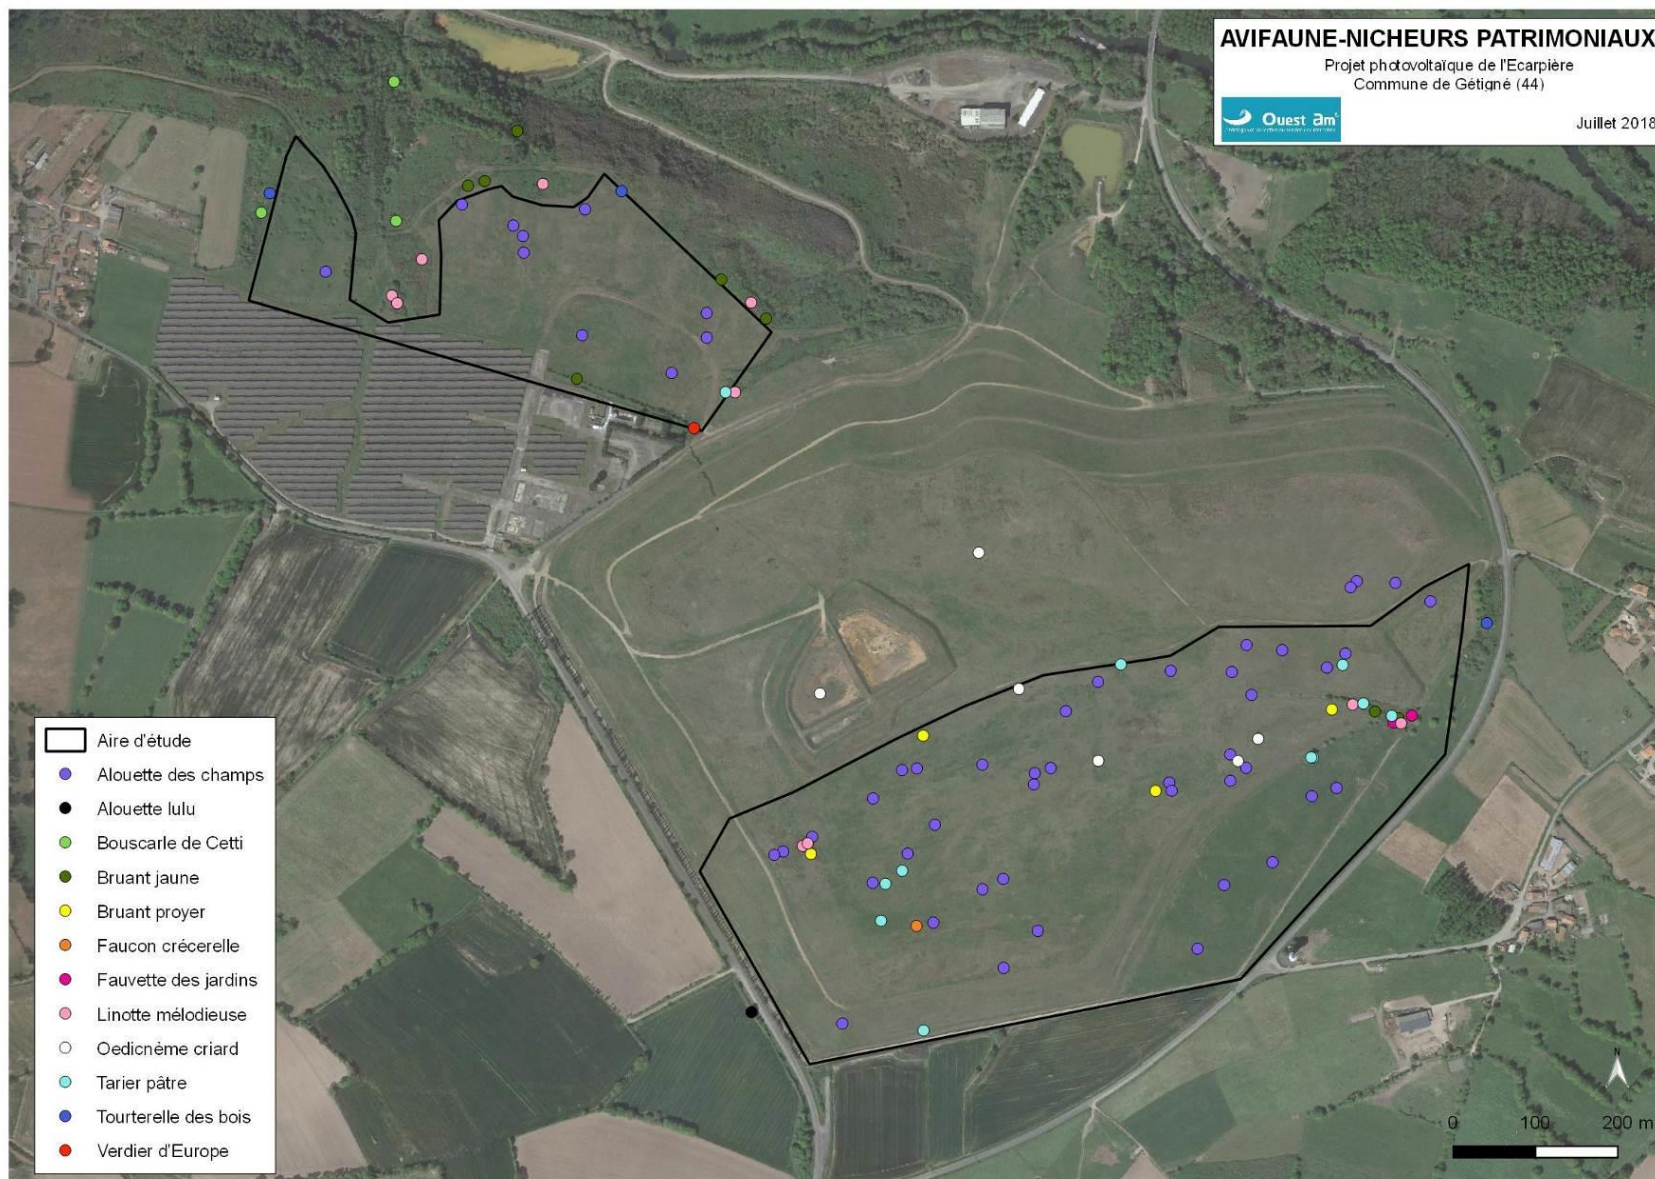 AVIFAUNE-NICHEURS PATRIMONIAUX
Projet photovoltaïque de l'Ecarpière
Commune de Gétigné (44)
Ouest am'
Juillet 2018
Aire d'étude
Alouette des champs
Alouette lulu
Bouscarle de Cetti
Bruant jaune
Bruant proyer
Faucon crécerelle
Fauvette des jardins
Linotte mélodieuse
Oedicnème criard
Tarier pâtre
Tourterelle des bois
Verdier d'Europe
N
0 100 200 m